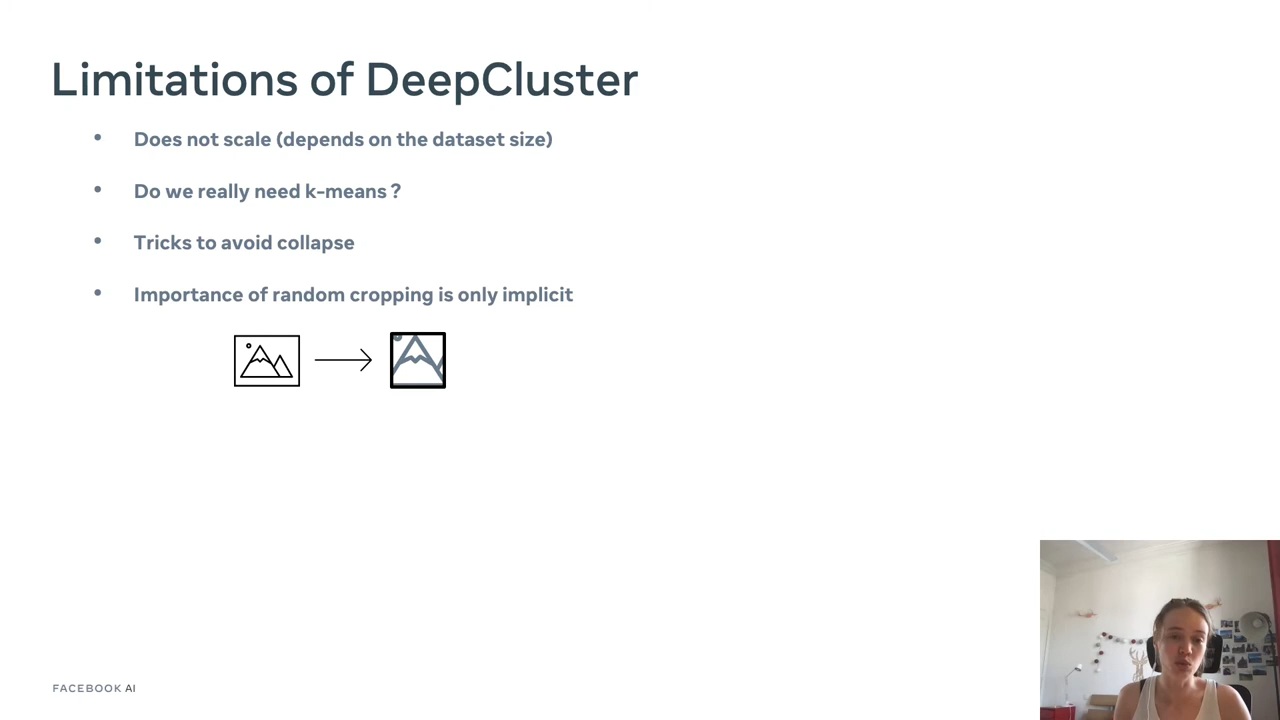 Limitations of DeepCluster
• Does not scale (depends on the dataset size)
• Do we really need k-means ?
• Tricks to avoid collapse
• Importance of random cropping is only implicit
FACEBOOK AI